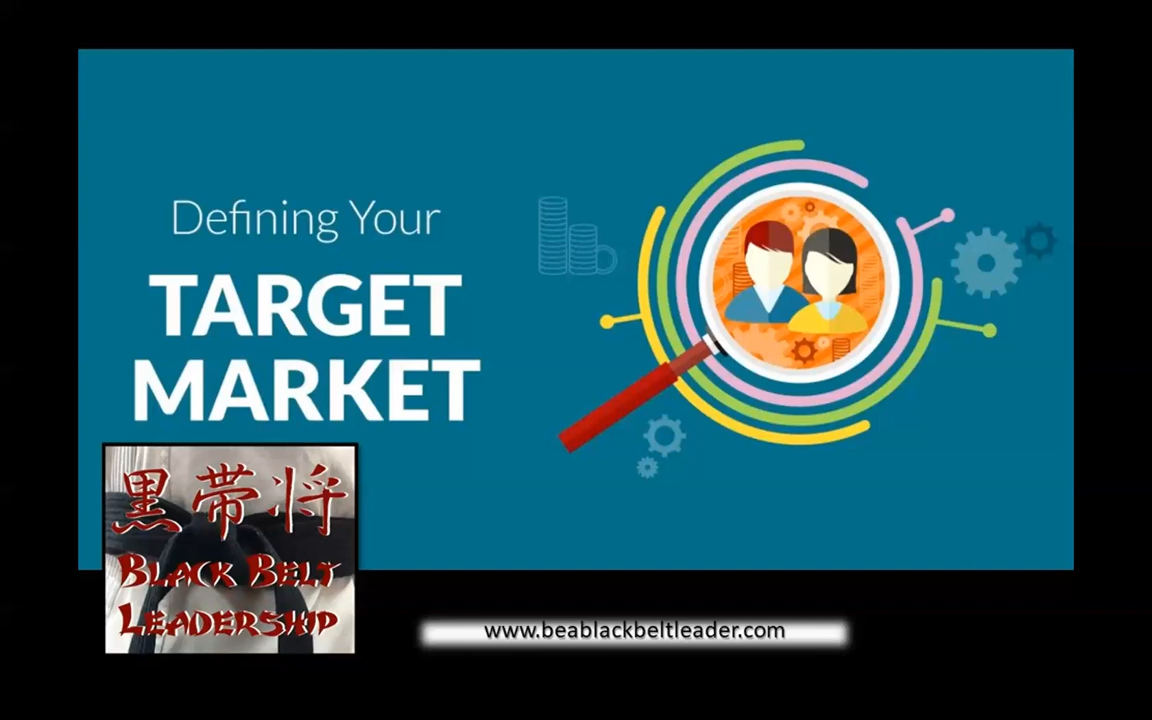 Defining Your
TARGET
MARKET
黒帯将
BLACK BELT
LEADERSHIP
www.beablackbeltleader.com